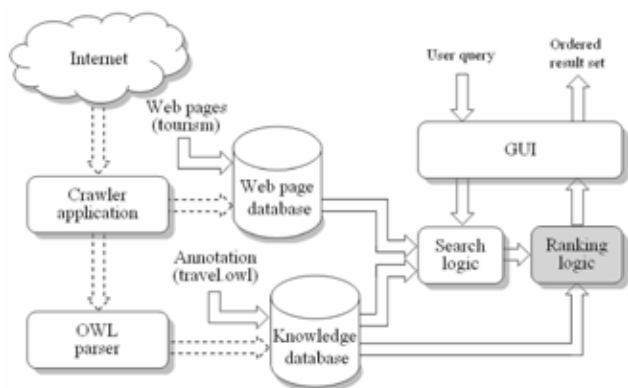 Internet
User query
Ordered
result set
Web pages
(tourism)
GUI
Crawler
application
Web page
database
Search
logic
Ranking
logic
Annotation
(travel.owl)
OWL
parser
Knowledge
database